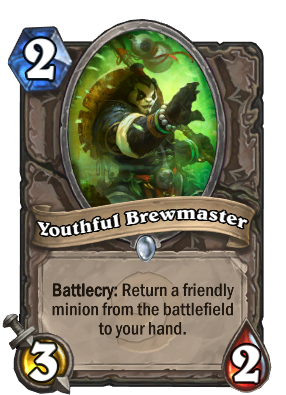 2
Youthful Brewmaster
Battlecry: Return a friendly
minion from the battlefield
to your hand.
3
2